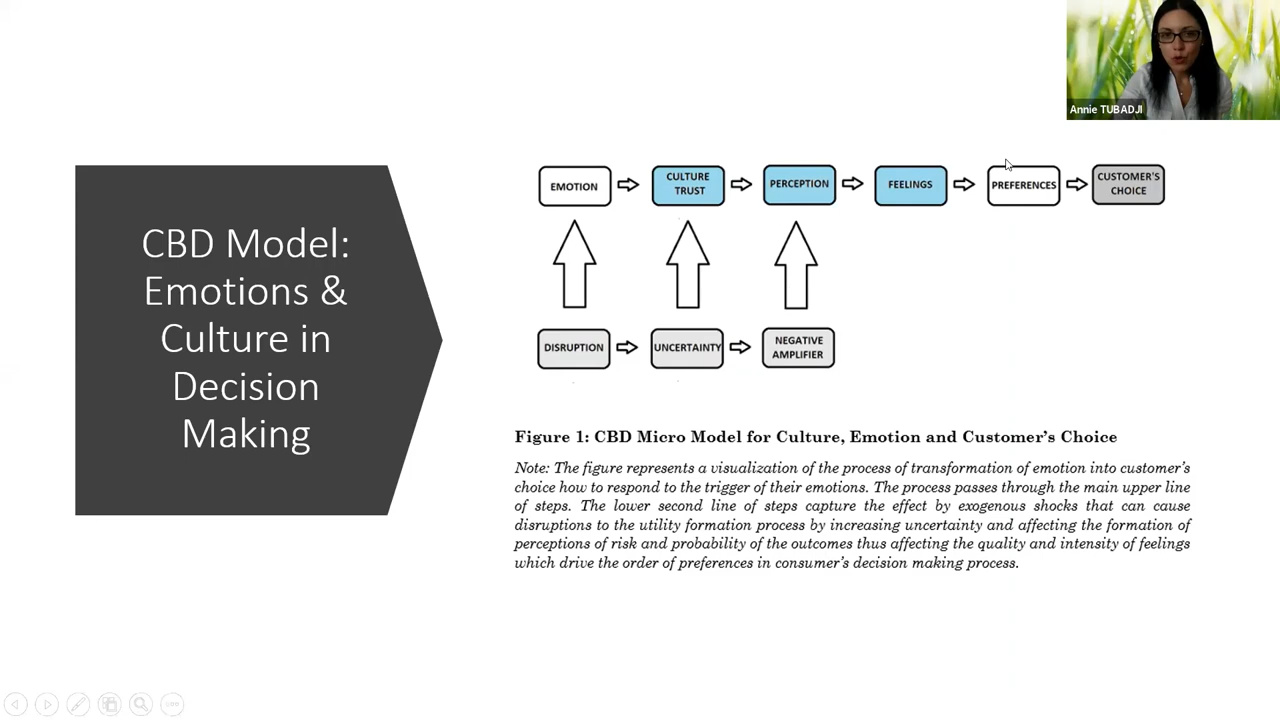 Annie TUBADJI
CBD Model:
Emotions &
Culture in
Decision
Making
EMOTION
CULTURE
TRUST
PERCEPTION
FEELINGS
PREFERENCES
CUSTOMER'S
CHOICE
DISRUPTION
UNCERTAINTY
NEGATIVE
AMPLIFIER
Figure 1: CBD Micro Model for Culture, Emotion and Customer's Choice
Note: The figure represents a visualization of the process of transformation of emotion into customer's
choice how to respond to the trigger of their emotions. The process passes through the main upper line
of steps. The lower second line of steps capture the effect by exogenous shocks that can cause
disruptions to the utility formation process by increasing uncertainty and affecting the formation of
perceptions of risk and probability of the outcomes thus affecting the quality and intensity of feelings
which drive the order of preferences in consumer's decision making process.